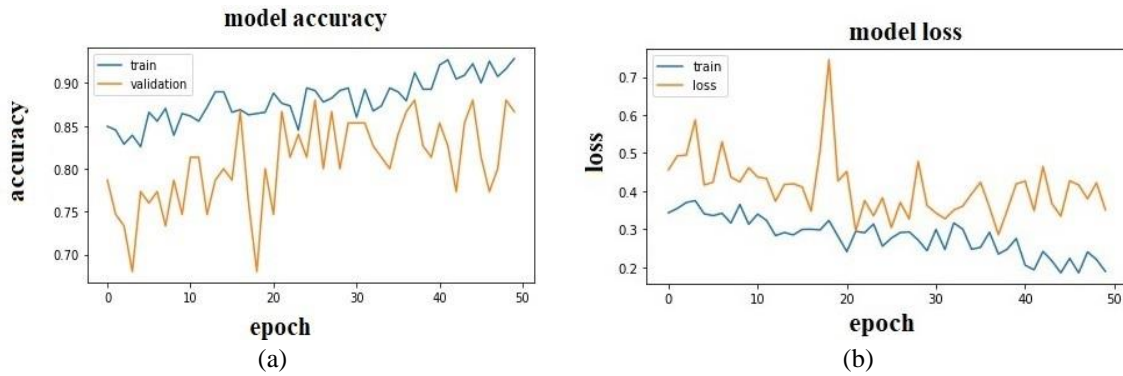 model accuracy
train
validation
0.90
0.85
0.80
0.75
0.70
accuracy
0 10 20 30 40 50
epoch
(a)
model loss
train
loss
0.7
0.6
0.5
0.4
0.3
0.2
loss
0 10 20 30 40 50
epoch
(b)